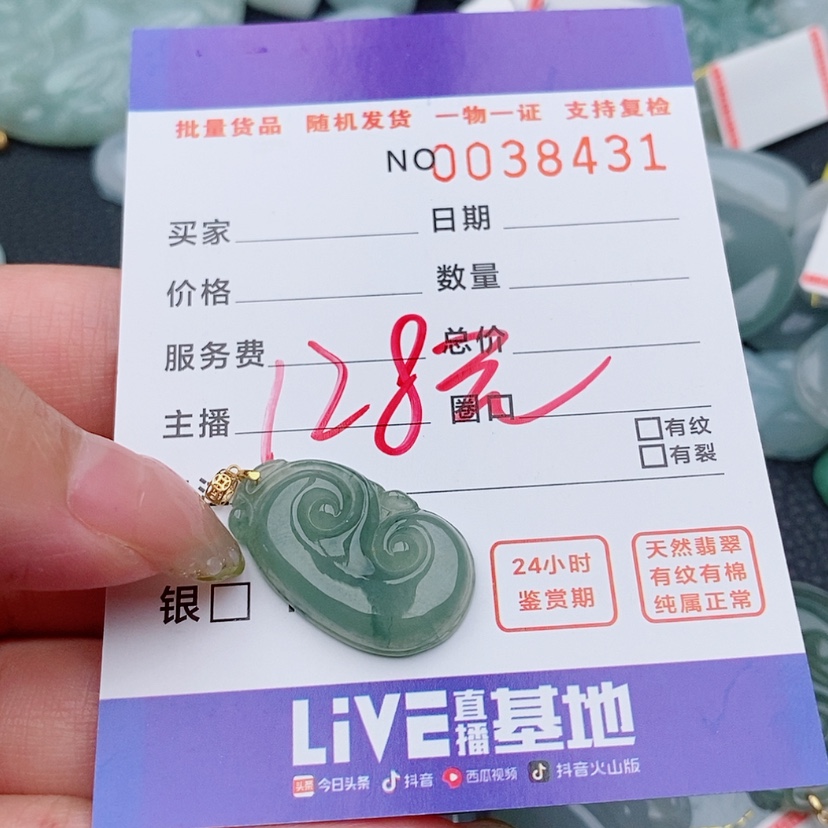 批量货品 随机发货 一物一证 支持复检
NO 0038431
买家 日期
价格 数量
服务费 总价
128元
主播 圈口
有纹
有裂
银
24小时
鉴赏期
天然翡翠
有纹有棉
纯属正常
LiVE直播基地
头条 今日头条 抖音 西瓜视频 抖音火山版